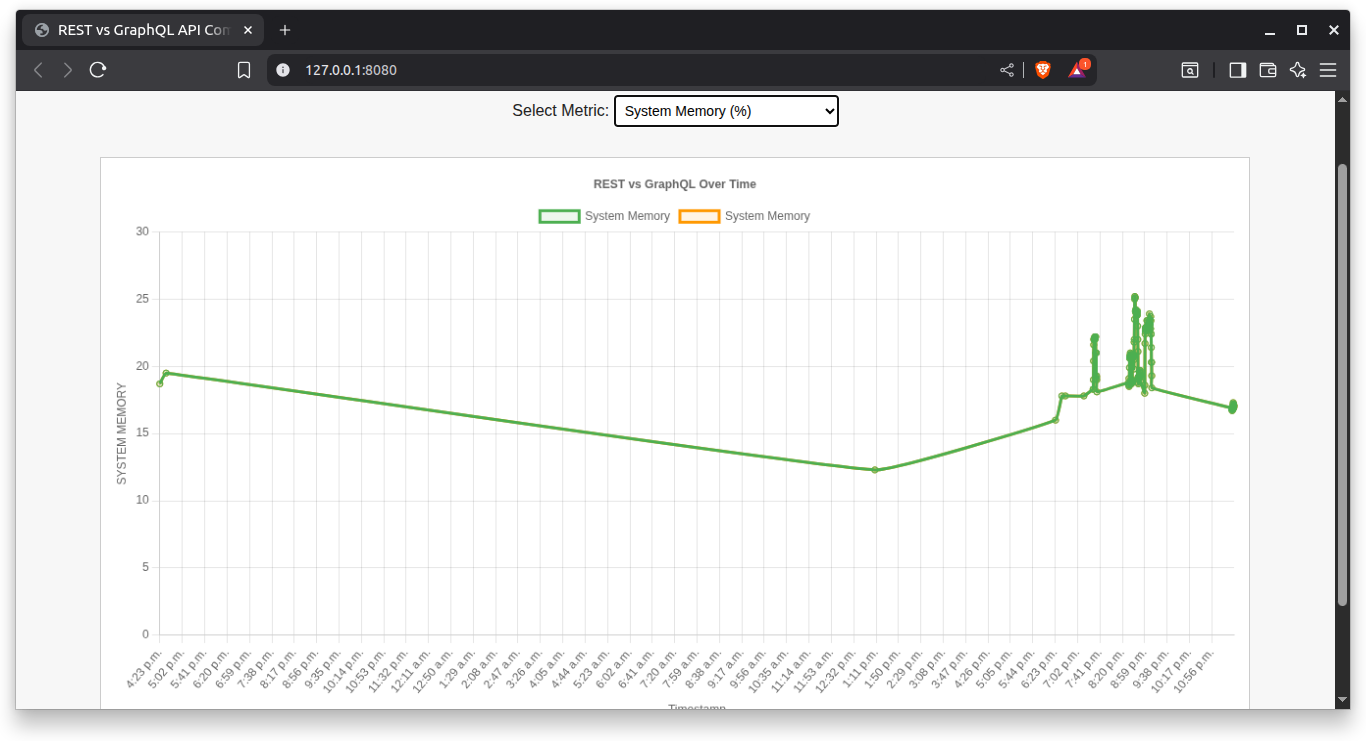 REST vs GraphQL API Con
127.0.0.1:8080
1
Select Metric: System Memory (%)
REST vs GraphQL Over Time
System Memory System Memory
30
25
20
15
10
5
0
SYSTEM MEMORY
4:23 p.m. 5:02 p.m. 5:41 p.m. 6:20 p.m. 6:59 p.m. 7:38 p.m. 8:17 p.m. 8:56 p.m. 9:35 p.m. 10:14 p.m. 10:53 p.m. 11:32 p.m. 12:11 a.m. 12:50 a.m. 1:29 a.m. 2:08 a.m. 2:47 a.m. 3:26 a.m. 4:05 a.m. 4:44 a.m. 5:23 a.m. 6:02 a.m. 6:41 a.m. 7:20 a.m. 7:59 a.m. 8:38 a.m. 9:17 a.m. 9:56 a.m. 10:35 a.m. 11:14 a.m. 11:53 a.m. 12:32 p.m. 1:11 p.m. 1:50 p.m. 2:29 p.m. 3:08 p.m. 3:47 p.m. 4:26 p.m. 5:05 p.m. 5:44 p.m. 6:23 p.m. 7:02 p.m. 7:41 p.m. 8:20 p.m. 8:59 p.m. 9:38 p.m. 10:17 p.m. 10:56 p.m.
Timestamp